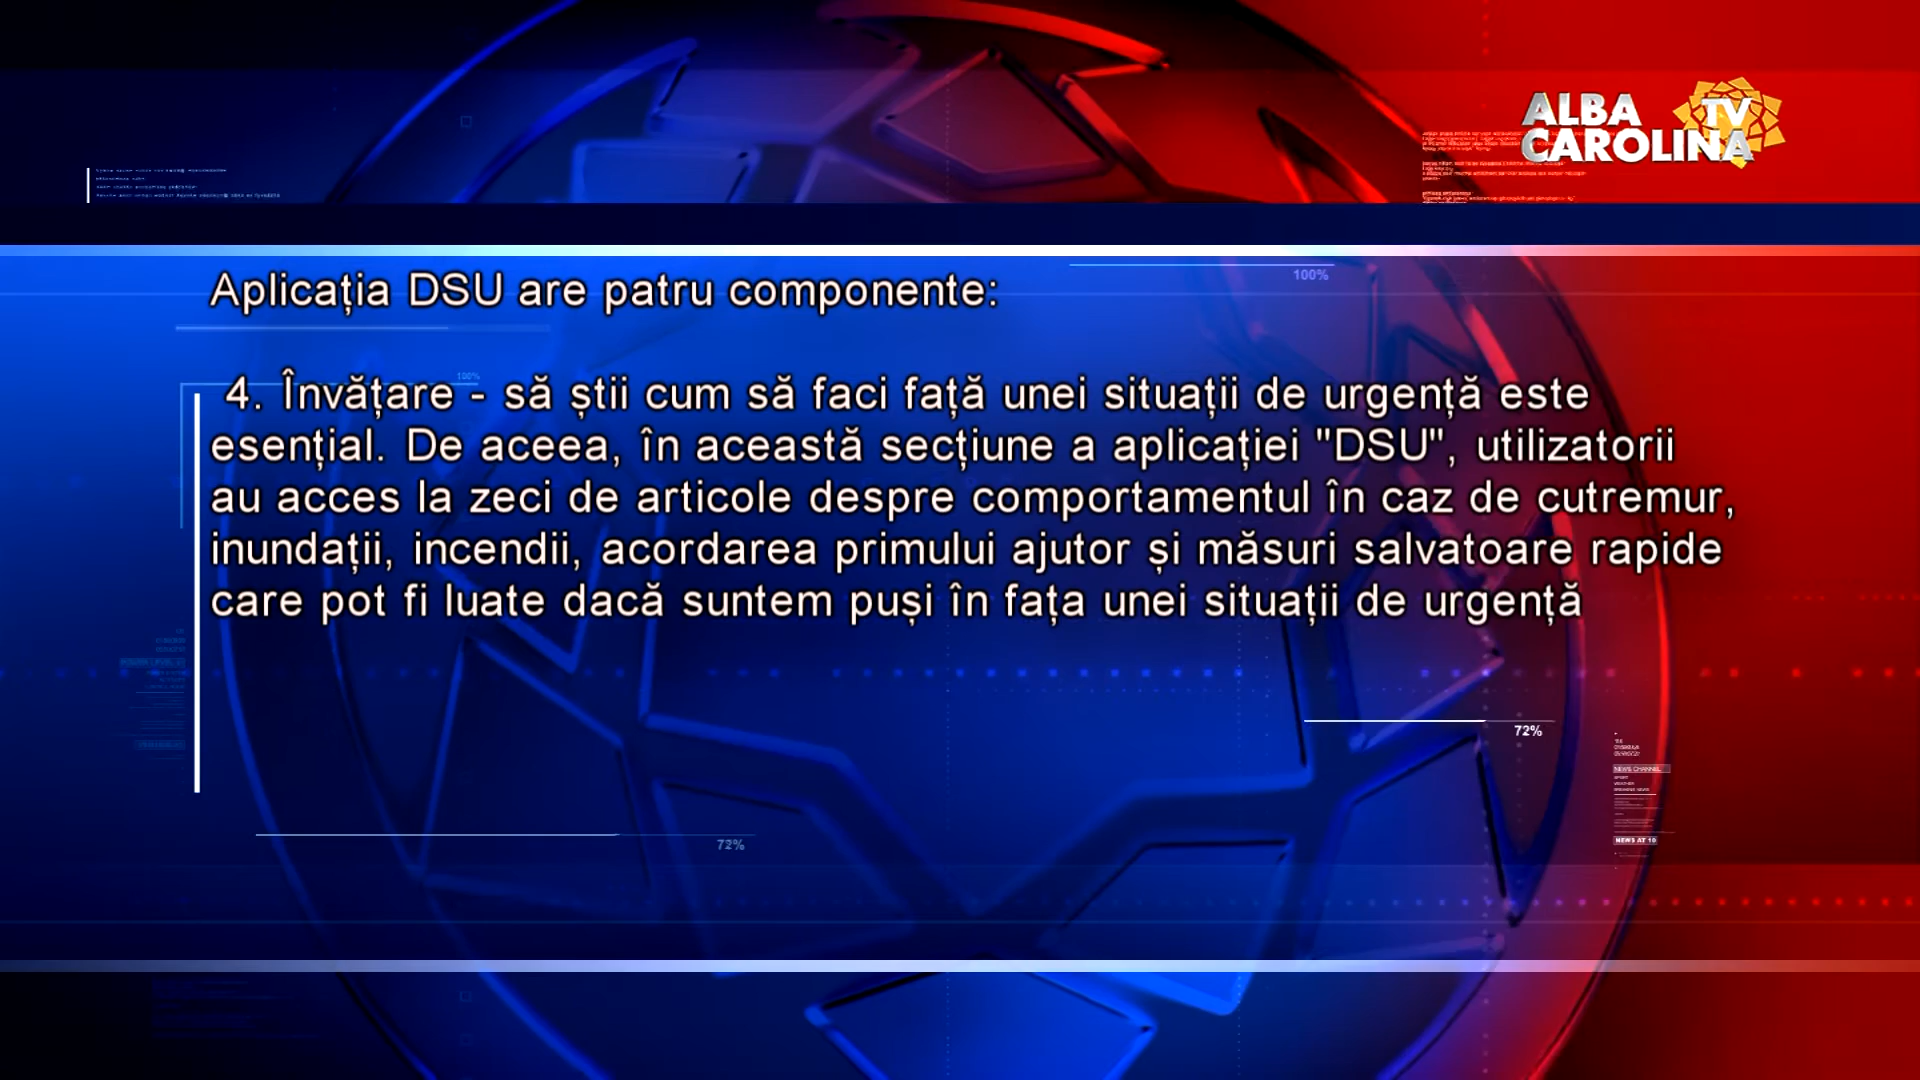 ALBA TV
CAROLINA
Aplicația DSU are patru componente:
100%
100%
4. Învățare - să știi cum să faci față unei situații de urgență este
esențial. De aceea, în această secțiune a aplicației "DSU", utilizatorii
au acces la zeci de articole despre comportamentul în caz de cutremur,
inundații, incendii, acordarea primului ajutor și măsuri salvatoare rapide
care pot fi luate dacă suntem puși în fața unei situații de urgență
72%
NEWS CHANNEL
NEWS AT 10
72%